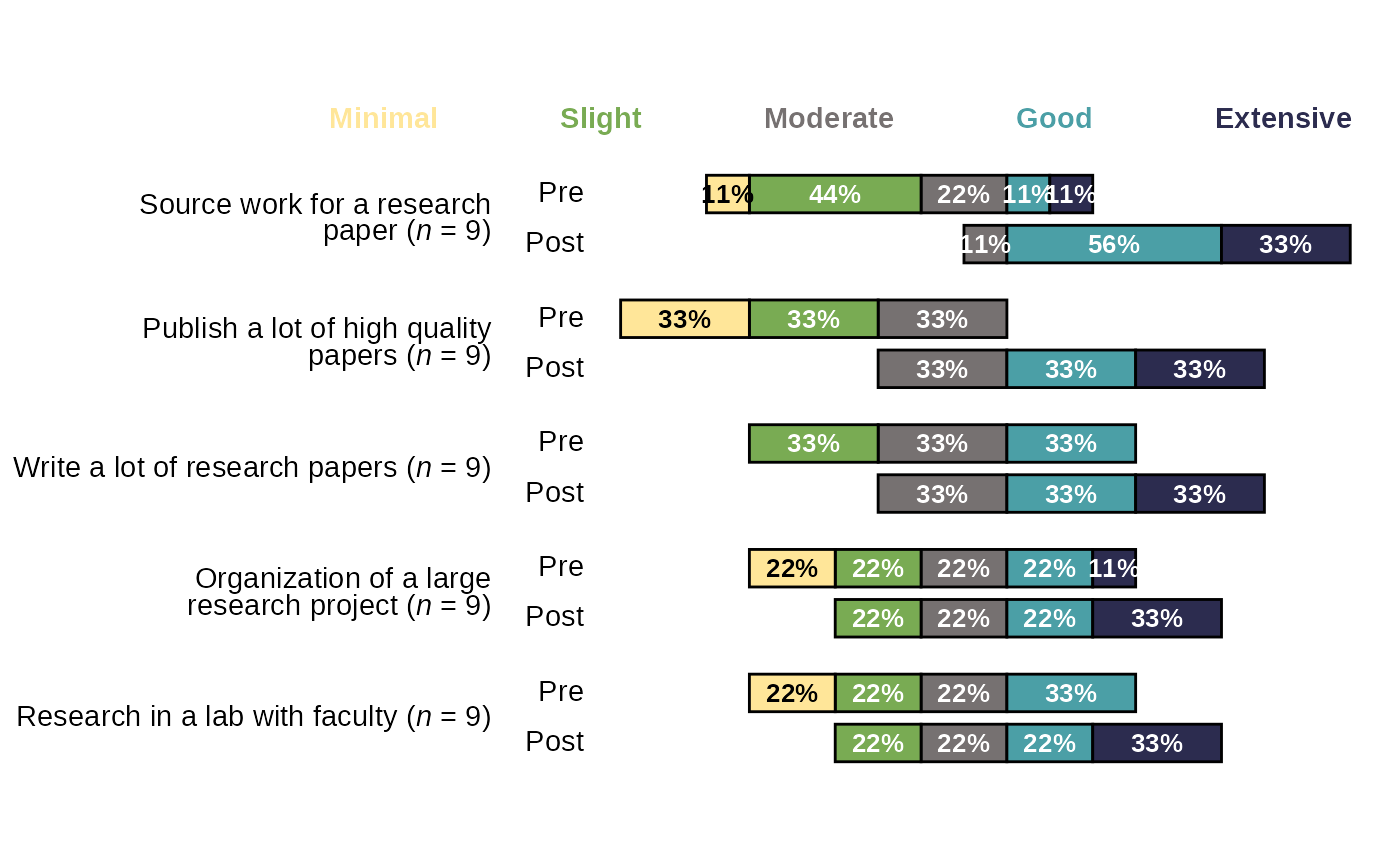 Minimal Slight Moderate Good Extensive
Source work for a research
paper (n = 9)
Pre 11% 44% 22% 11% 11%
Post 11% 56% 33%
Publish a lot of high quality
papers (n = 9)
Pre 33% 33% 33%
Post 33% 33% 33%
Write a lot of research papers (n = 9)
Pre 33% 33% 33%
Post 33% 33% 33%
Organization of a large
research project (n = 9)
Pre 22% 22% 22% 22% 11%
Post 22% 22% 22% 33%
Research in a lab with faculty (n = 9)
Pre 22% 22% 22% 33%
Post 22% 22% 22% 33%